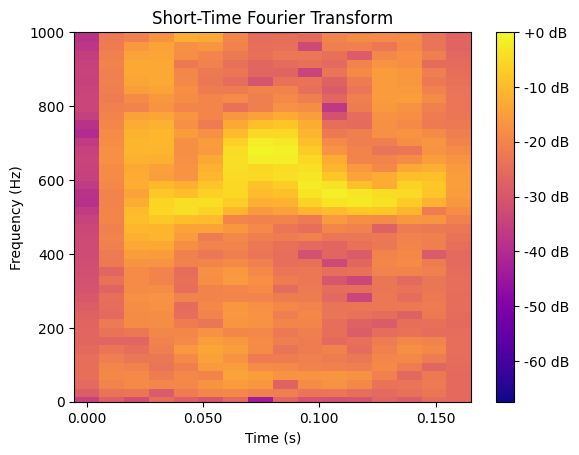 Short-Time Fourier Transform
1000
800
600
400
200
0
Frequency (Hz)
0.000
0.050
0.100
0.150
Time (s)
+0 dB
-10 dB
-20 dB
-30 dB
-40 dB
-50 dB
-60 dB